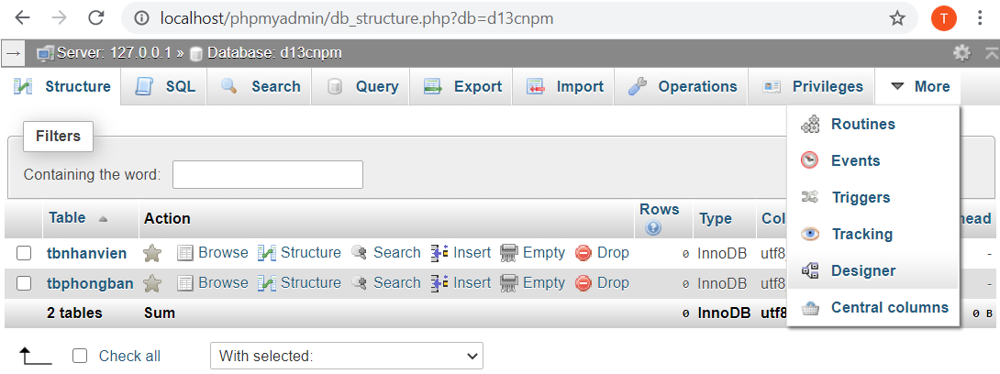 localhost/phpmyadmin/db_structure.php?db=d13cnpm
T
Server: 127.0.0.1 » Database: d13cnpm
Structure SQL Search Query Export Import Operations Privileges More
Routines
Filters
Events
Containing the word:
Triggers
Table Action Rows Type Col ead
Tracking
tbnhanvien Browse Structure Search Insert Empty Drop 0 InnoDB utf8 -
Designer
tbphongban Browse Structure Search Insert Empty Drop 0 InnoDB utf8 -
Central columns
2 tables Sum 0 InnoDB utf8 0 B
Check all With selected: